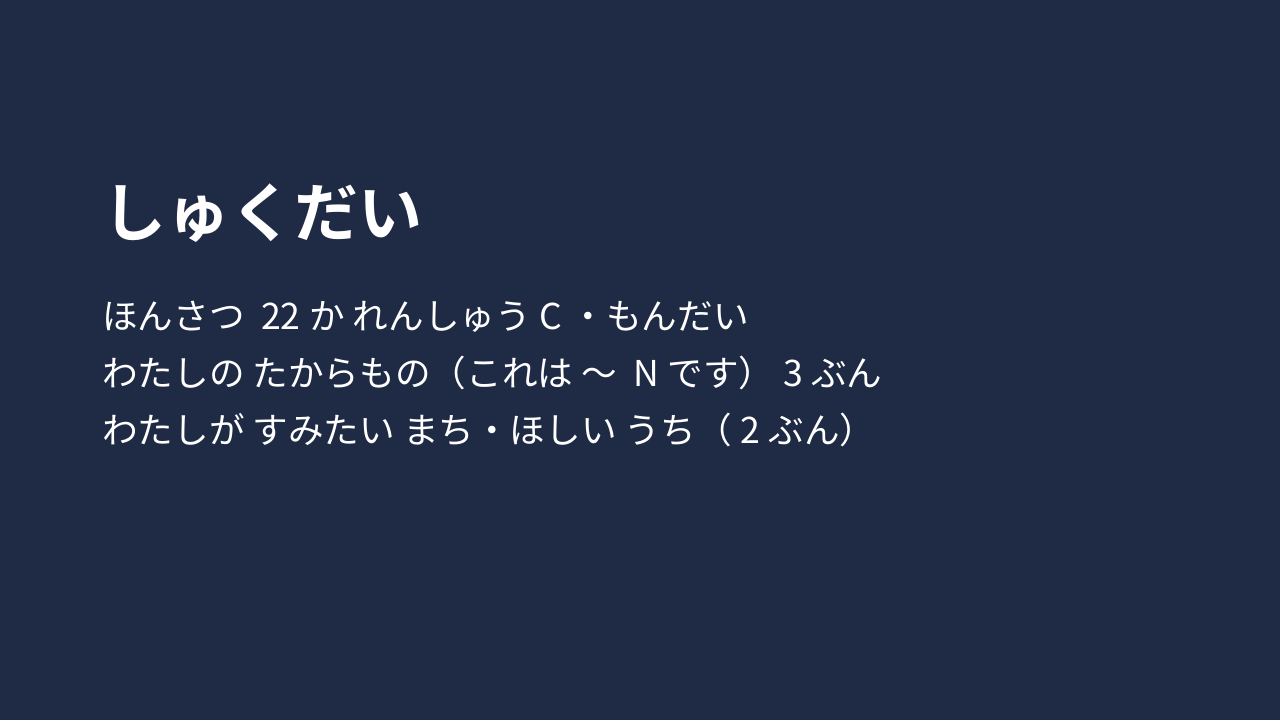 しゅくだい
ほんさつ 22 か れんしゅう C ・もんだい
わたしの たからもの（これは ～ N です） 3 ぶん
わたしが すみたい まち・ほしい うち（ 2 ぶん）